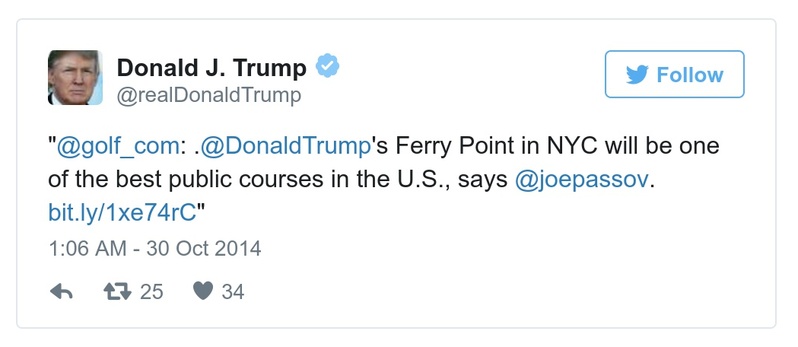 Donald J. Trump
@realDonaldTrump
Follow
"@golf_com: .@DonaldTrump's Ferry Point in NYC will be one
of the best public courses in the U.S., says @joepassov.
bit.ly/1xe74rC"
1:06 AM - 30 Oct 2014
25 34